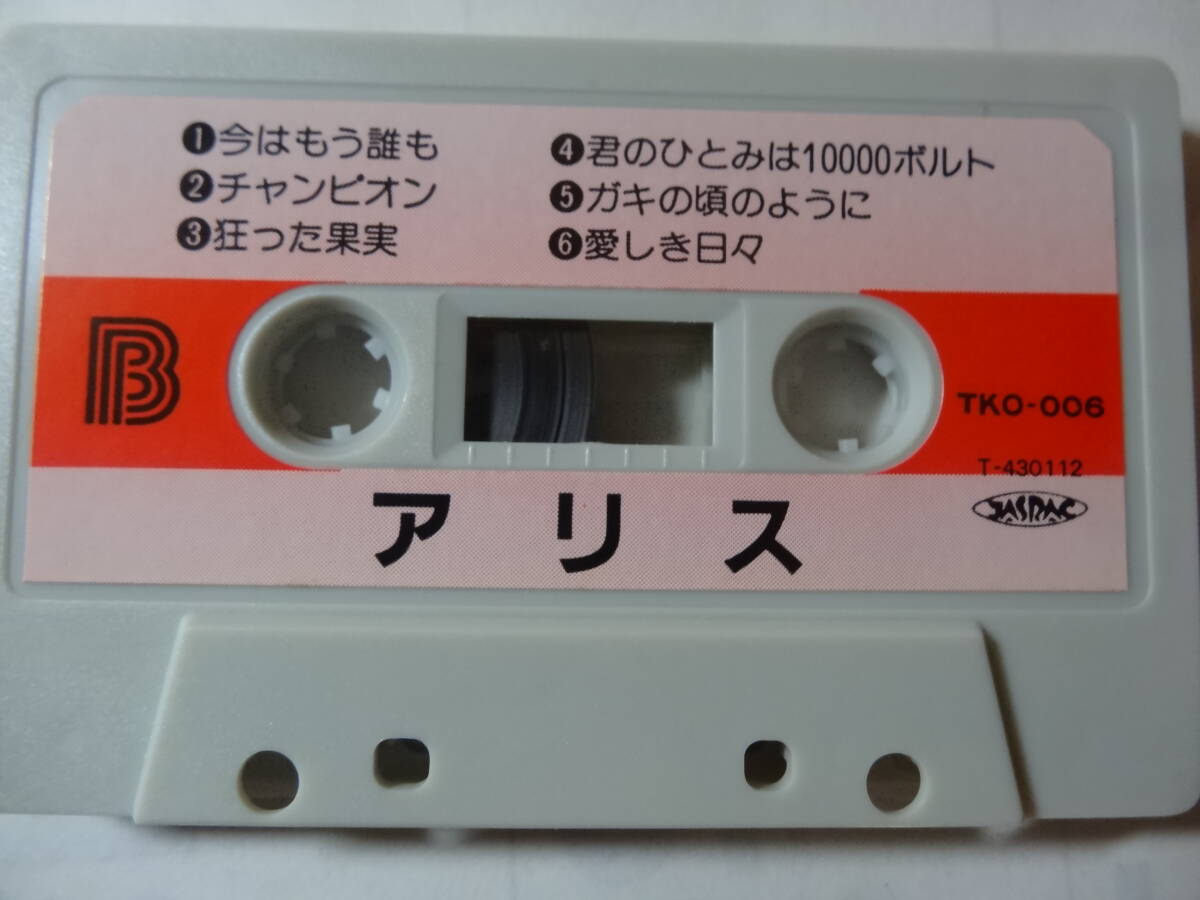 ❶今はもう誰も
❷チャンピオン
❸狂った果実
❹君のひとみは10000ボルト
❺ガキの頃のように
❻愛しき日々
B
TKO-006
T-430112
JASRAC
アリス